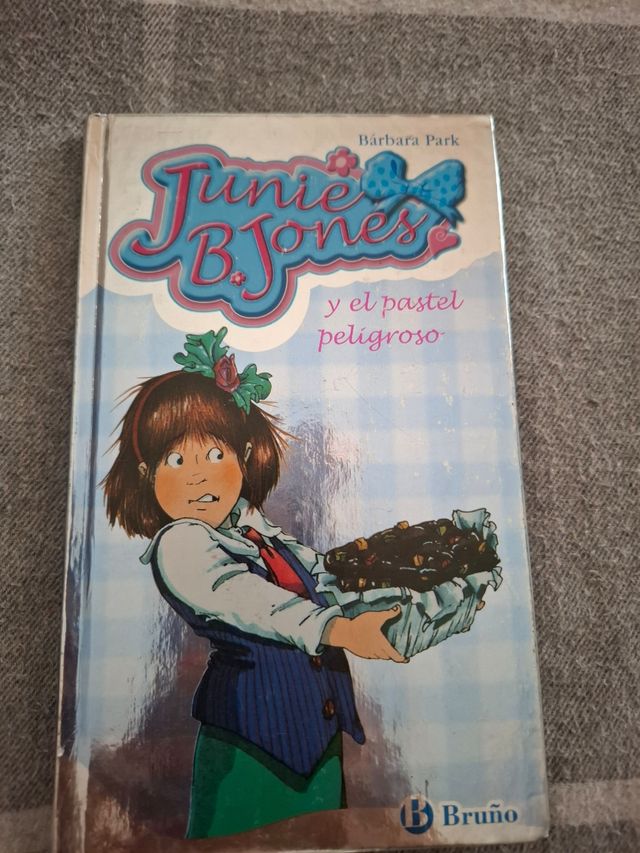 Bárbara Park
Junie
B. Jones
y el pastel
peligroso
B Bruño